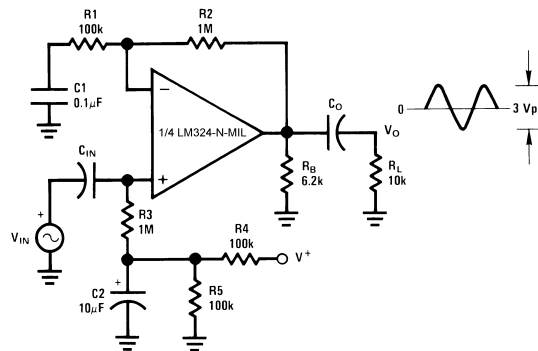 R1
100k
R2
1M
C1
0.1µF
1/4 LM324-N-MIL
CO
VO
0
3 Vp
RB
6.2k
RL
10k
CIN
+
VIN
R3
1M
R4
100k
V+
+
C2
10µF
R5
100k